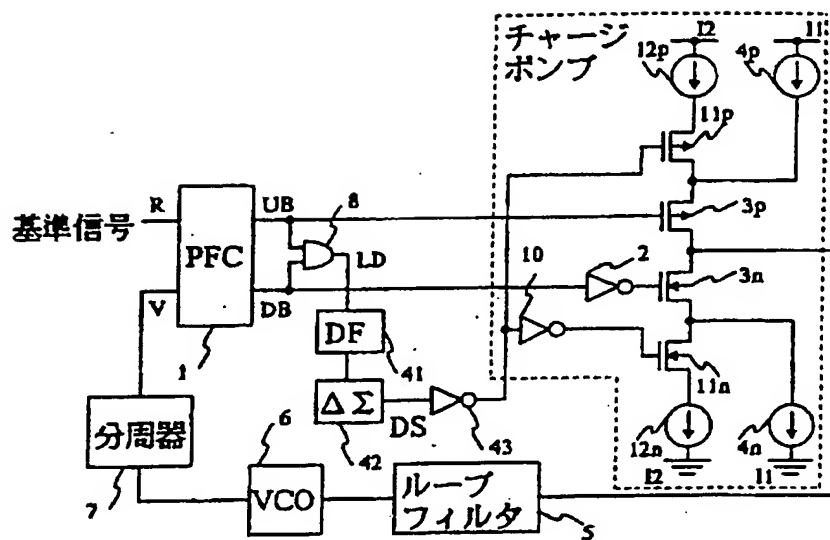 チャージ
ポンプ
I2
I1
12p
4p
11p
基準信号
R
PFC
UB
8
3p
LD
10
2
3n
V
DB
1
DF
41
11n
ΔΣ
DS
42
43
分周器
7
6
VCO
ループ
フィルタ
5
12n
4n
I2
I1